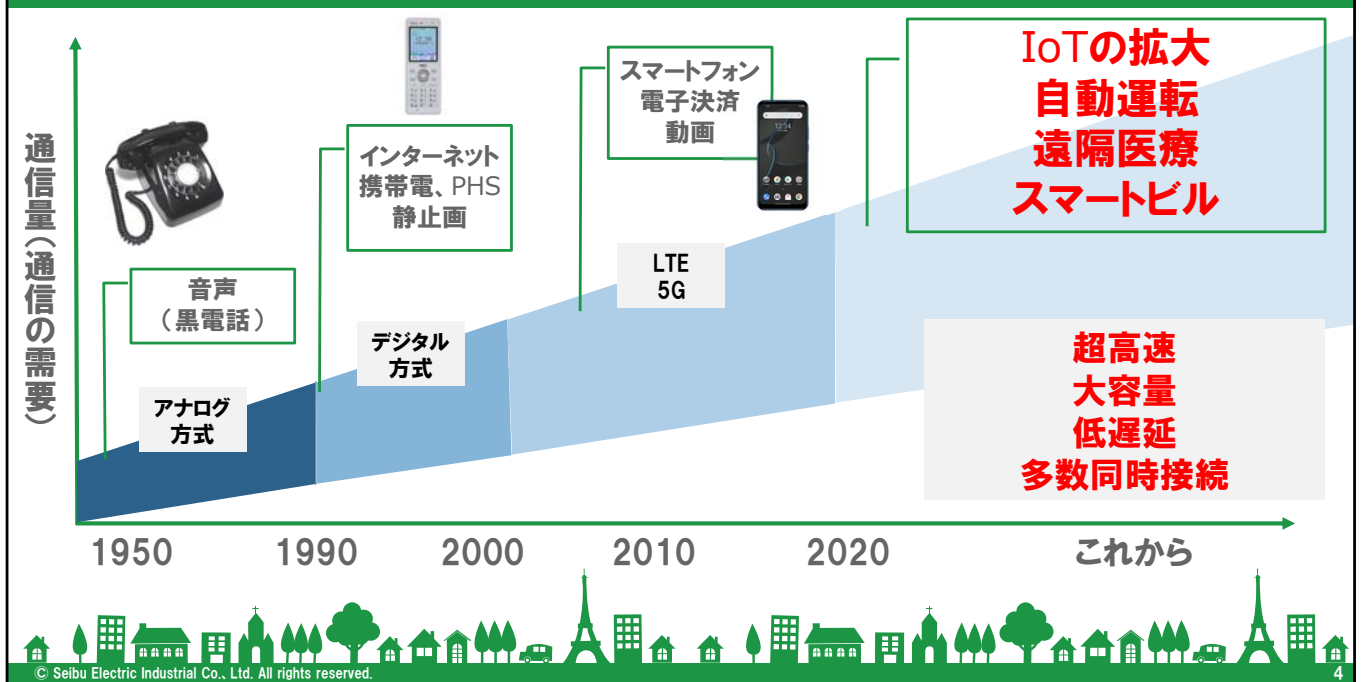 通信量（通信の需要）
音声
（黒電話）
アナログ
方式
インターネット
携帯電、PHS
静止画
デジタル
方式
スマートフォン
電子決済
動画
12:34
LTE
5G
IoTの拡大
自動運転
遠隔医療
スマートビル
超高速
大容量
低遅延
多数同時接続
1950
1990
2000
2010
2020
これから
© Seibu Electric Industrial Co., Ltd. All rights reserved.
4